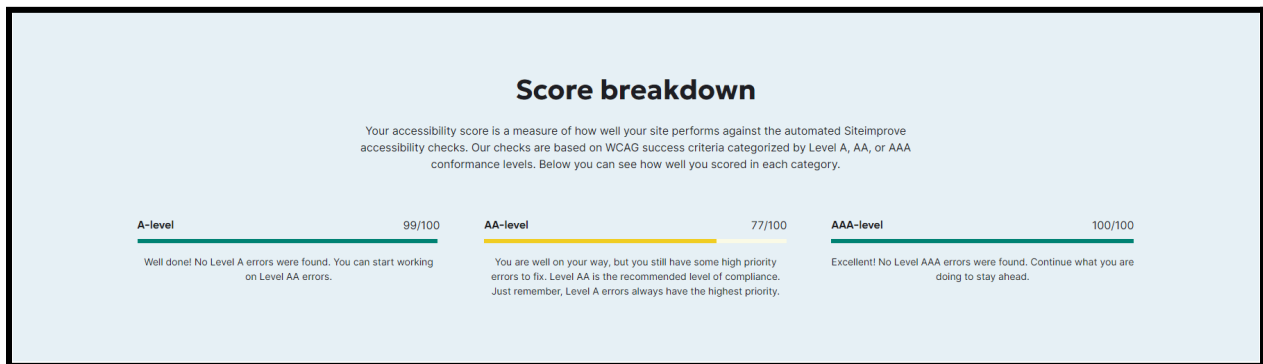 Score breakdown
Your accessibility score is a measure of how well your site performs against the automated Siteimprove
accessibility checks. Our checks are based on WCAG success criteria categorized by Level A, AA, or AAA
conformance levels. Below you can see how well you scored in each category.
A-level 99/100
Well done! No Level A errors were found. You can start working
on Level AA errors.
AA-level 77/100
You are well on your way, but you still have some high priority
errors to fix. Level AA is the recommended level of compliance.
Just remember, Level A errors always have the highest priority.
AAA-level 100/100
Excellent! No Level AAA errors were found. Continue what you are
doing to stay ahead.